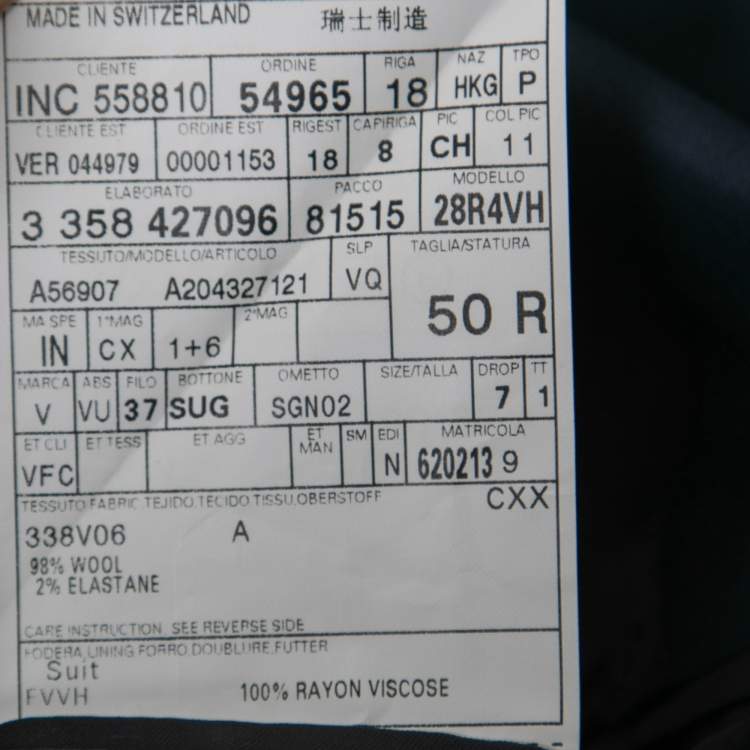 MADE IN SWITZERLAND 瑞士制造
CLIENTE ORDINE RIGA NAZ TPO
INC 558810 54965 18 HKG P
CLIENTE EST ORDINE EST RIGEST CAPIRIGA PIC COL PIC
VER 044979 00001153 18 8 CH 11
ELABORATO PACCO MODELLO
3 358 427096 81515 28R4VH
TESSUTO/MODELLO/ARTICOLO SLP TAGLIA/STATURA
A56907 A204327121 VQ 50 R
MA SPE 1°MAG 2°MAG
IN CX 1+6
MARCA ABS FILO BOTTONE OMETTO SIZE/TALLA DROP TT
V VU 37 SUG SGN02 7 1
ET CLI ET TESS ET AGG ET MAN SM EDI MATRICOLA
VFC N 620213 9
TESSUTO.FABRIC TEJIDO.TECIDO TISSU.OBERSTOFF CXX
338V06 A
98% WOOL
2% ELASTANE
CARE INSTRUCTION SEE REVERSE SIDE
FODERA.LINING FORRO.DOUBLURE.FUTTER
Suit
FVVH 100% RAYON VISCOSE